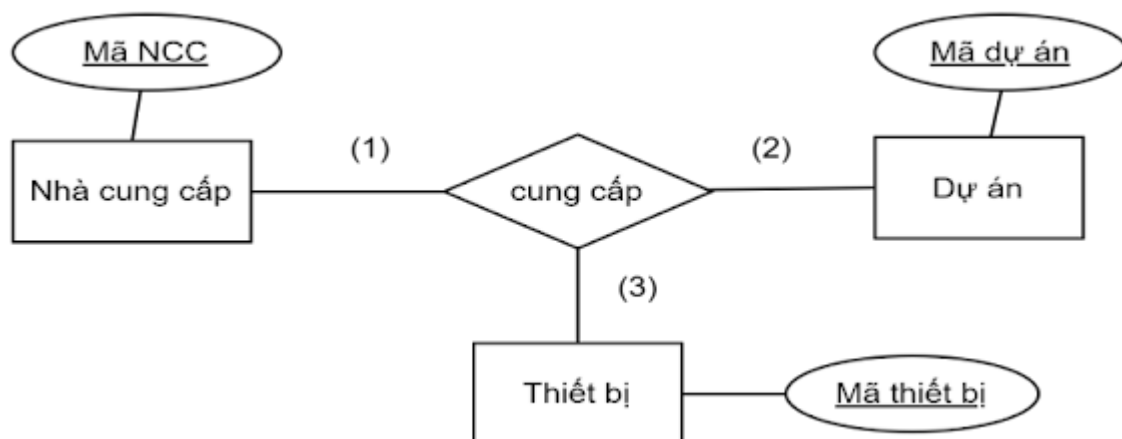 Mã NCC
Mã dự án
(1)
(2)
Nhà cung cấp
cung cấp
Dự án
(3)
Thiết bị
Mã thiết bị